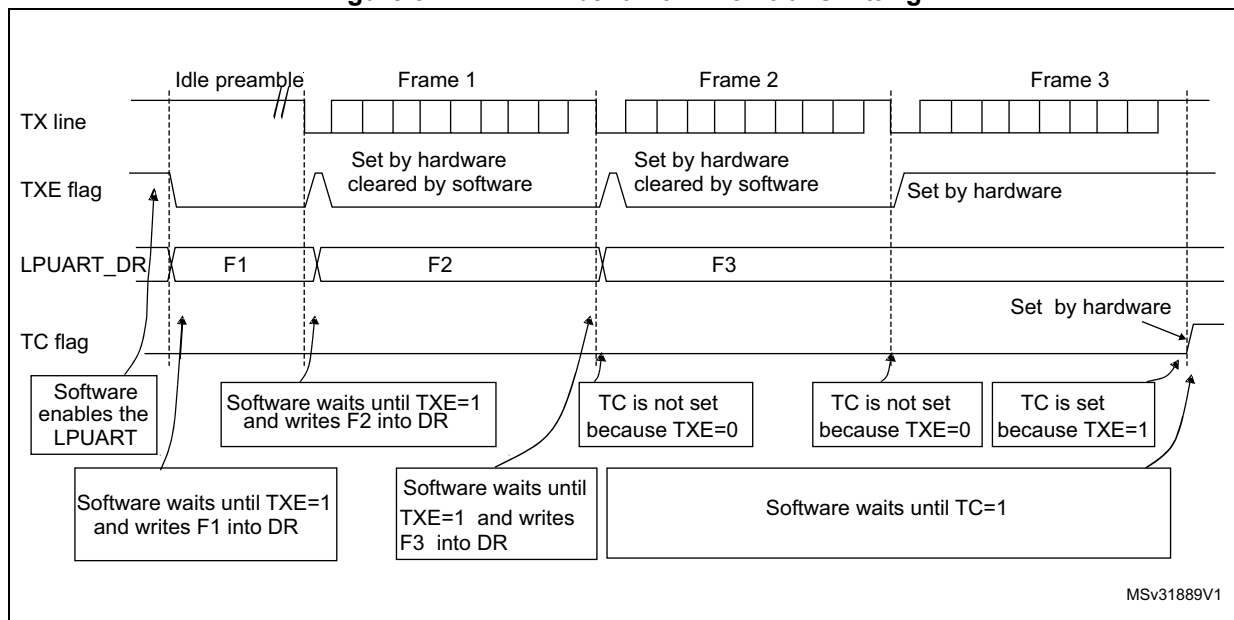 Idle preamble
Frame 1
Frame 2
Frame 3
TX line
Set by hardware
cleared by software
Set by hardware
cleared by software
TXE flag
Set by hardware
LPUART_DR
F1
F2
F3
Set by hardware
TC flag
Software
enables the
LPUART
Software waits until TXE=1
and writes F2 into DR
TC is not set
because TXE=0
TC is not set
because TXE=0
TC is set
because TXE=1
Software waits until TXE=1
and writes F1 into DR
Software waits until
TXE=1 and writes
F3 into DR
Software waits until TC=1
MSv31889V1